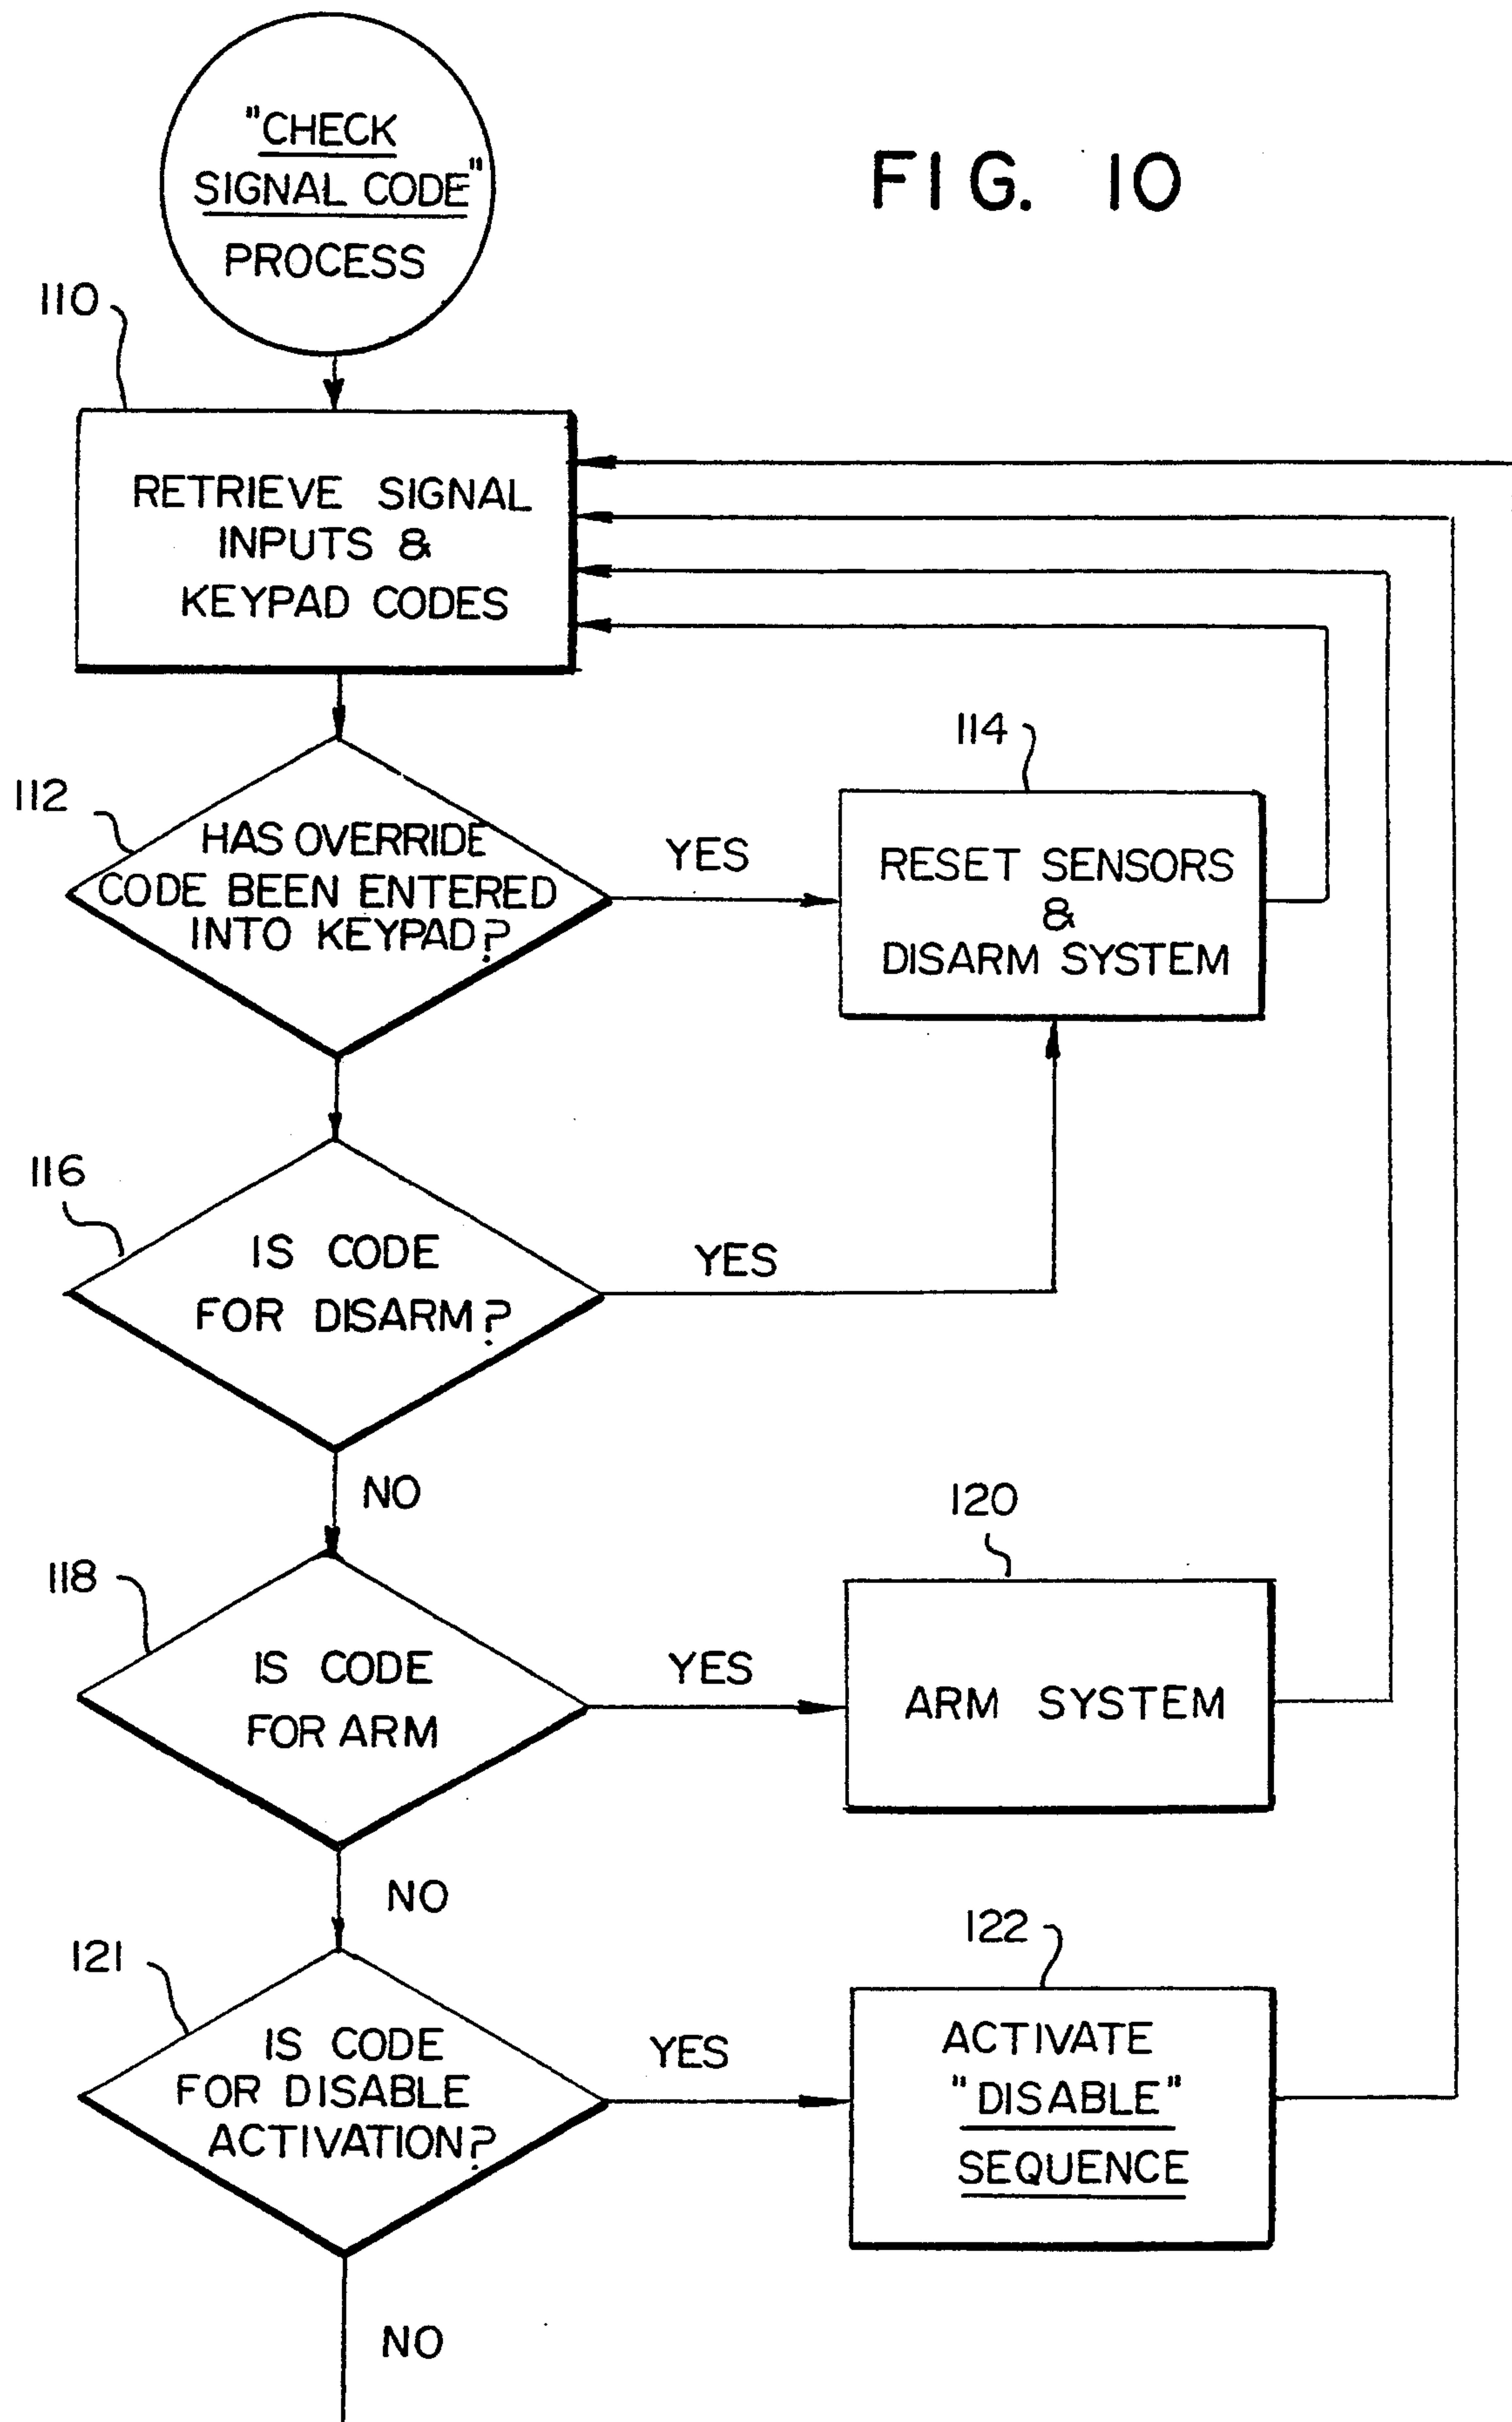 "CHECK
SIGNAL CODE"
PROCESS
FIG. 10
110
RETRIEVE SIGNAL
INPUTS &
KEYPAD CODES
112
HAS OVERRIDE
CODE BEEN ENTERED
INTO KEYPAD?
YES
114
RESET SENSORS
&
DISARM SYSTEM
116
IS CODE
FOR DISARM?
YES
NO
118
IS CODE
FOR ARM
YES
120
ARM SYSTEM
NO
121
IS CODE
FOR DISABLE
ACTIVATION?
YES
122
ACTIVATE
"DISABLE"
SEQUENCE
NO